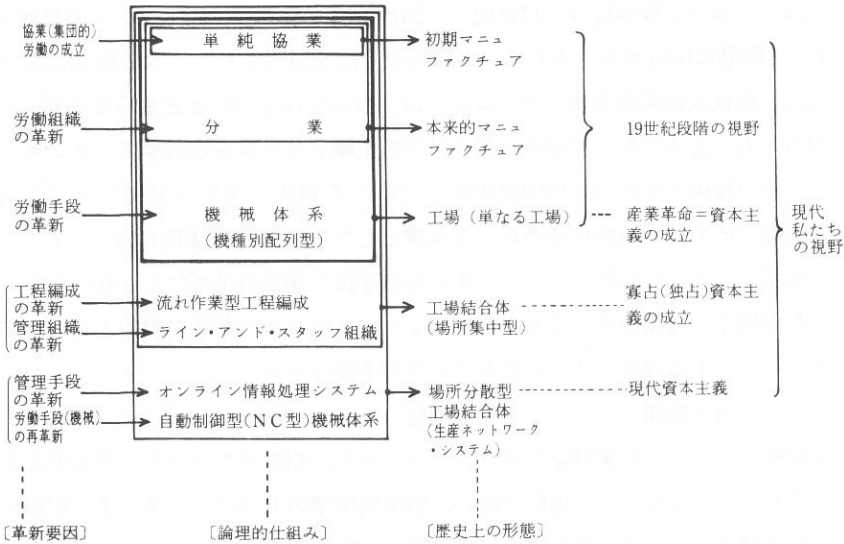 協業(集団的)
労働の成立
単純協業
初期マニュ
ファクチュア
労働組織
の革新
分業
本来的マニュ
ファクチュア
19世紀段階の視野
労働手段
の革新
機械体系
(機種別配列型)
工場(単なる工場)
産業革命=資本主
義の成立
現代
私たち
の視野
工程編成
の革新
流れ作業型工程編成
工場結合体
(場所集中型)
寡占(独占)資本主
義の成立
管理組織
の革新
ライン・アンド・スタッフ組織
管理手段
の革新
オンライン情報処理システム
場所分散型
工場結合体
(生産ネットワーク
・システム)
現代資本主義
労働手段(機械)
の再革新
自動制御型(NC型)機械体系
〔革新要因〕
〔論理的仕組み〕
〔歴史上の形態〕